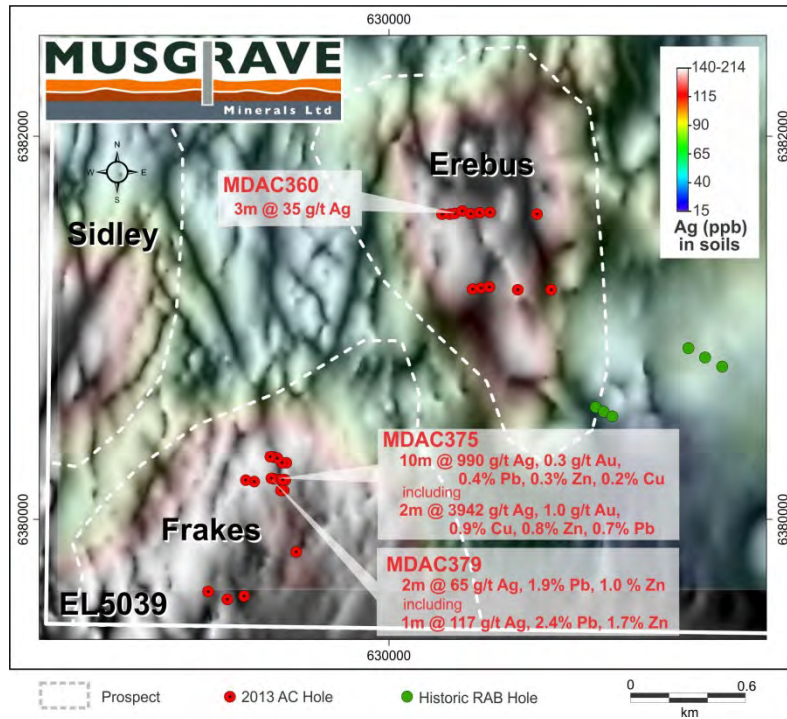 630000
MUSGRAVE
Minerals Ltd
140-214
115
90
65
40
15
Ag (ppb)
in soils
6382000
6382000
N
W E
S
Erebus
MDAC360
3m @ 35 g/t Ag
Sidley
MDAC375
10m @ 990 g/t Ag, 0.3 g/t Au,
0.4% Pb, 0.3% Zn, 0.2% Cu
including
2m @ 3942 g/t Ag, 1.0 g/t Au,
0.9% Cu, 0.8% Zn, 0.7% Pb
6380000
6380000
Frakes
MDAC379
2m @ 65 g/t Ag, 1.9% Pb, 1.0 % Zn
including
1m @ 117 g/t Ag, 2.4% Pb, 1.7% Zn
EL5039
630000
Prospect
2013 AC Hole
Historic RAB Hole
0 0.6
km